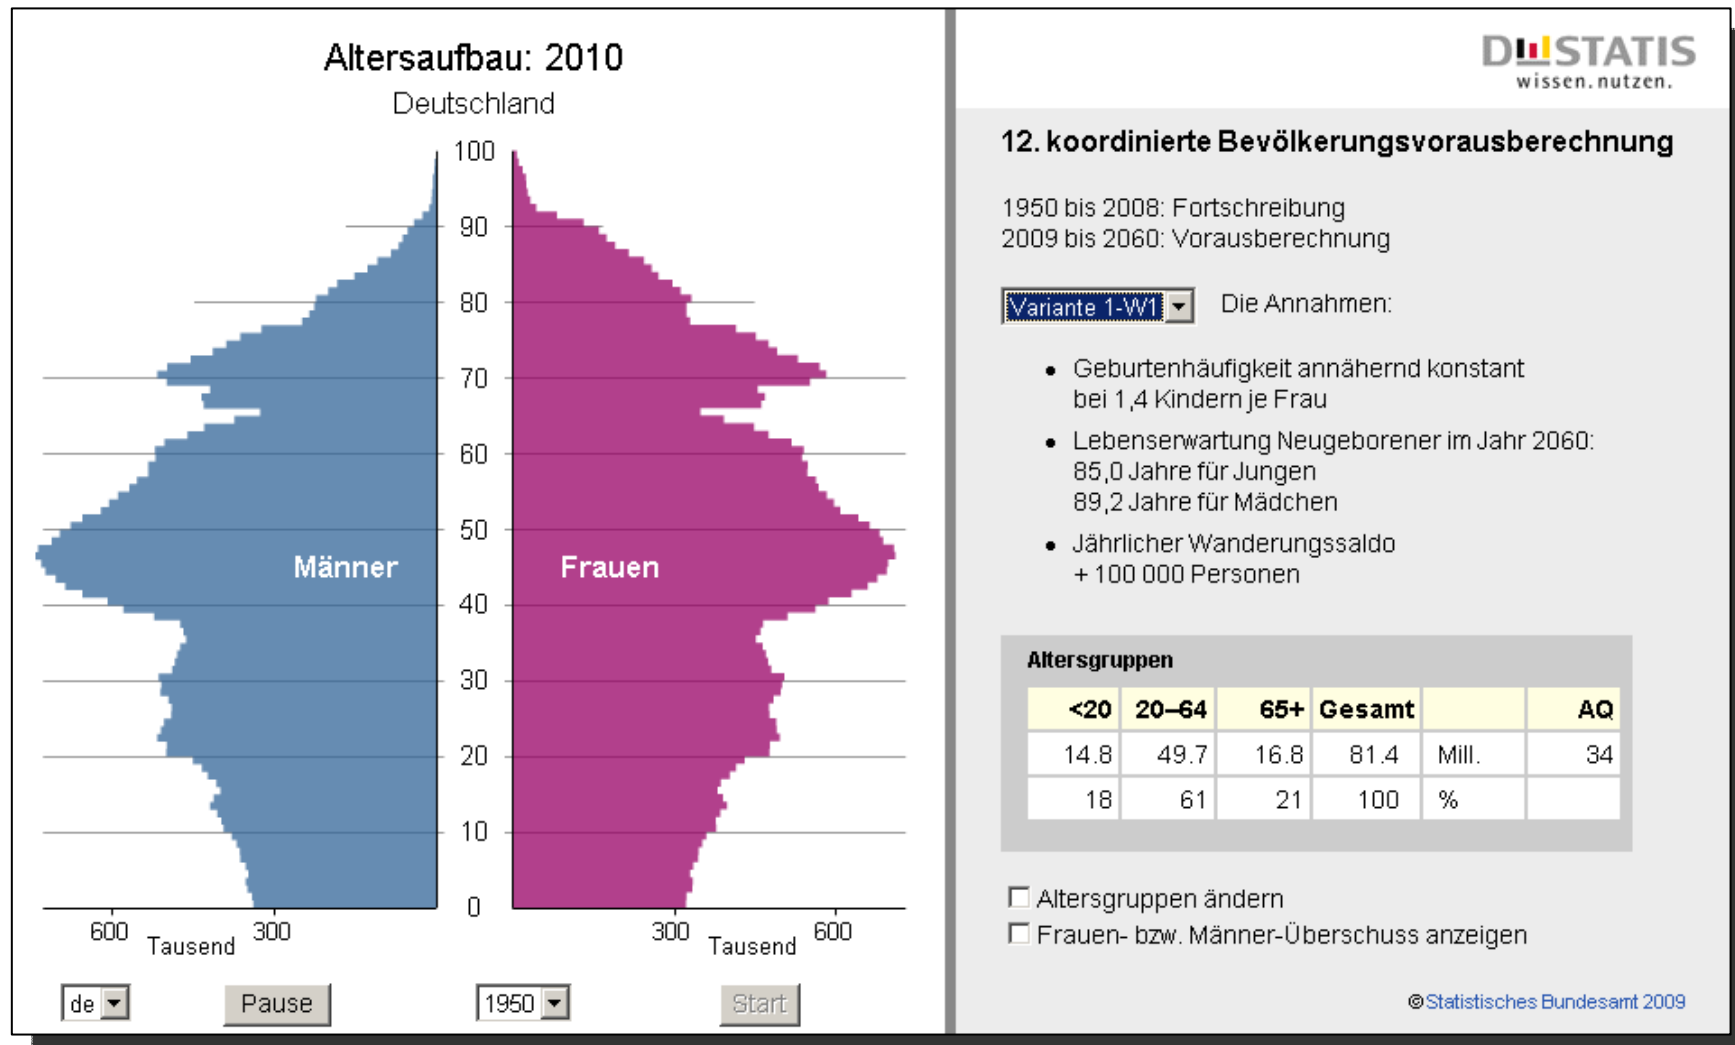 Altersaufbau: 2010
Deutschland
100
90
80
70
60
50
40
30
20
10
0
Männer
Frauen
600
Tausend
300
300
Tausend
600
de
Pause
1950
Start
DESTATIS
wissen.nutzen.
12. koordinierte Bevölkerungsvorausberechnung
1950 bis 2008: Fortschreibung
2009 bis 2060: Vorausberechnung
Variante 1-W1 Die Annahmen:
• Geburtenhäufigkeit annähernd konstant
bei 1,4 Kindern je Frau
• Lebenserwartung Neugeborener im Jahr 2060:
85,0 Jahre für Jungen
89,2 Jahre für Mädchen
• Jährlicher Wanderungssaldo
+ 100 000 Personen
Altersgruppen
<20 20–64 65+ Gesamt AQ
14.8 49.7 16.8 81.4 Mill. 34
18 61 21 100 %
Altersgruppen ändern
Frauen- bzw. Männer-Überschuss anzeigen
© Statistisches Bundesamt 2009